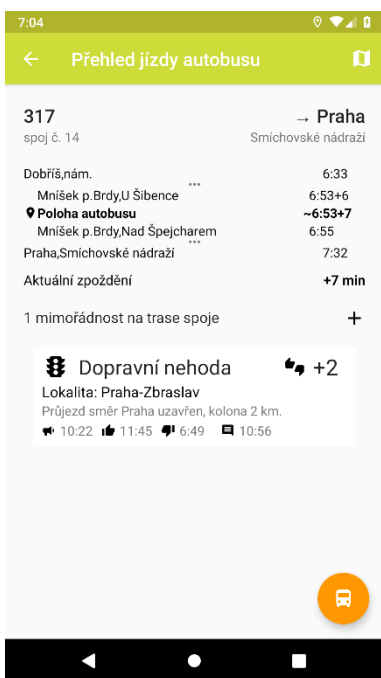 7:04
Přehled jízdy autobusu
317 → Praha
spoj č. 14 Smíchovské nádraží
Dobříš,nám. 6:33
...
Mníšek p.Brdy,U Šibence 6:53+6
Poloha autobusu ~6:53+7
Mníšek p.Brdy,Nad Špejcharem 6:55
...
Praha,Smíchovské nádraží 7:32
Aktuální zpoždění +7 min
1 mimořádnost na trase spoje +
Dopravní nehoda +2
Lokalita: Praha-Zbraslav
Průjezd směr Praha uzavřen, kolona 2 km.
10:22 11:45 6:49 10:56